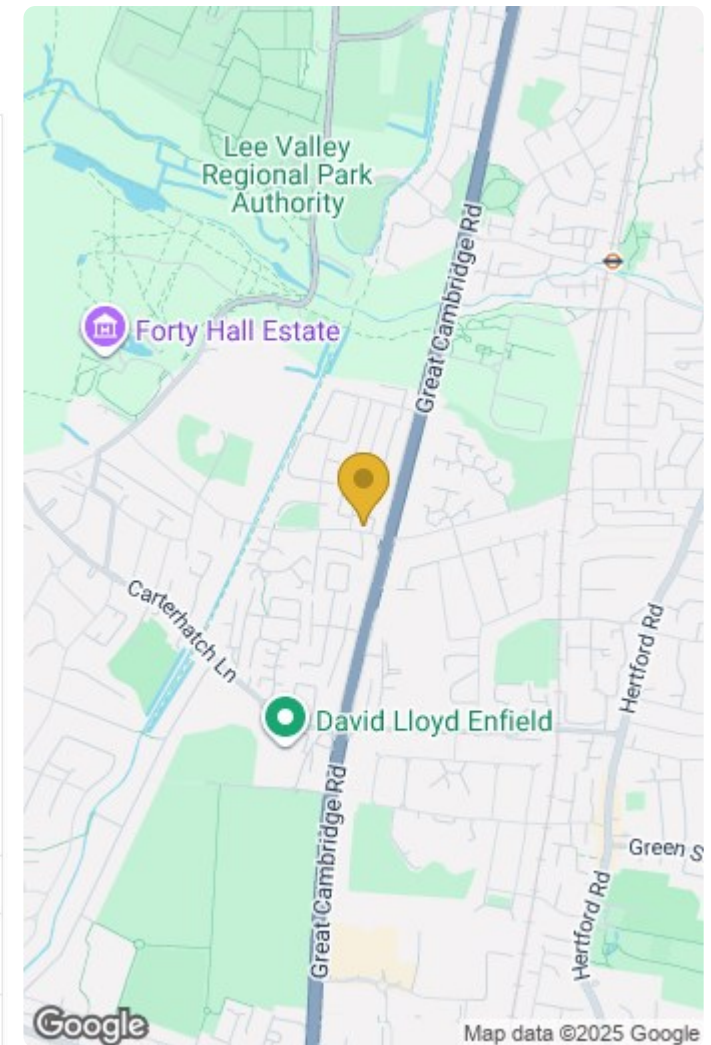 Lee Valley
Regional Park
Authority
Great Cambridge Rd
Forty Hall Estate
Carterhatch Ln
Hertford Rd
David Lloyd Enfield
Great Cambridge Rd
Green S
Hertford Rd
Google
Map data ©2025 Google